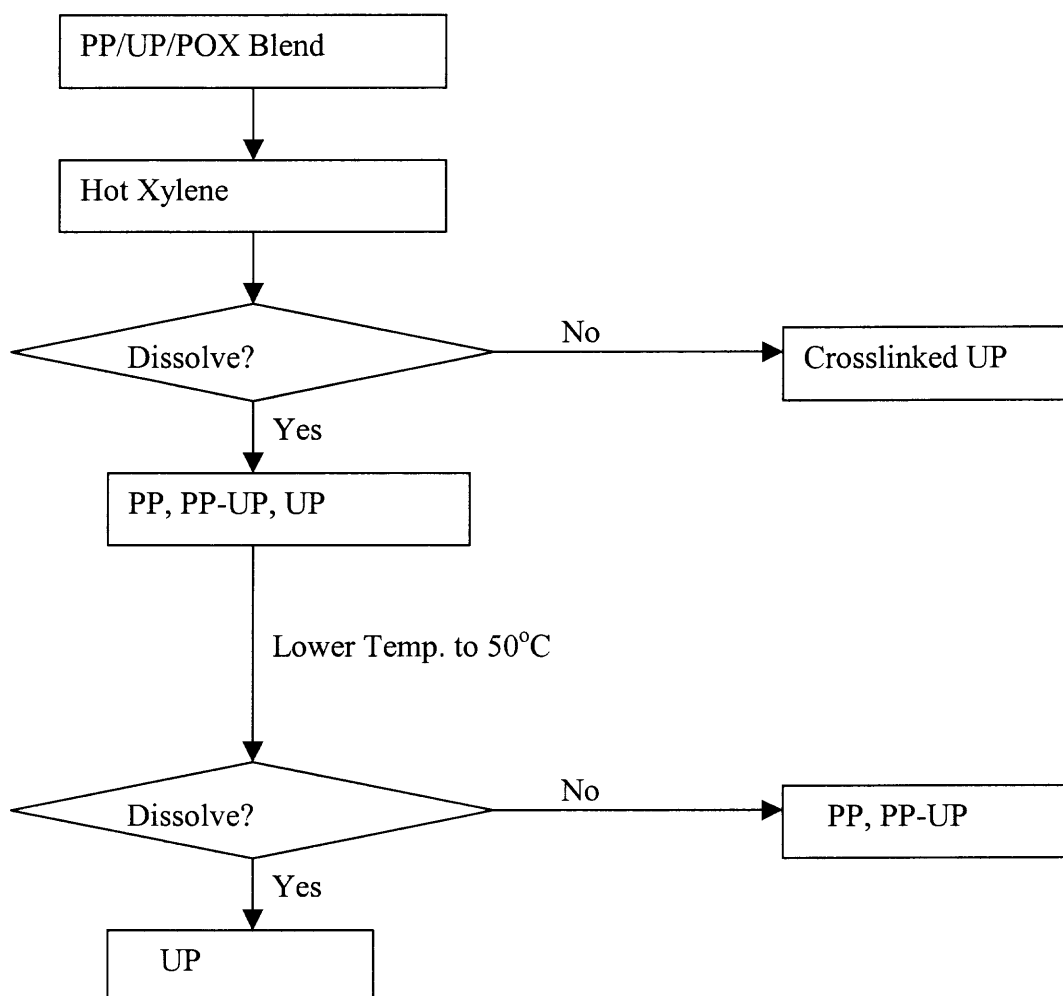 PP/UP/POX Blend
Hot Xylene
Dissolve?
No
Crosslinked UP
Yes
PP, PP-UP, UP
Lower Temp. to 50°C
Dissolve?
No
PP, PP-UP
Yes
UP